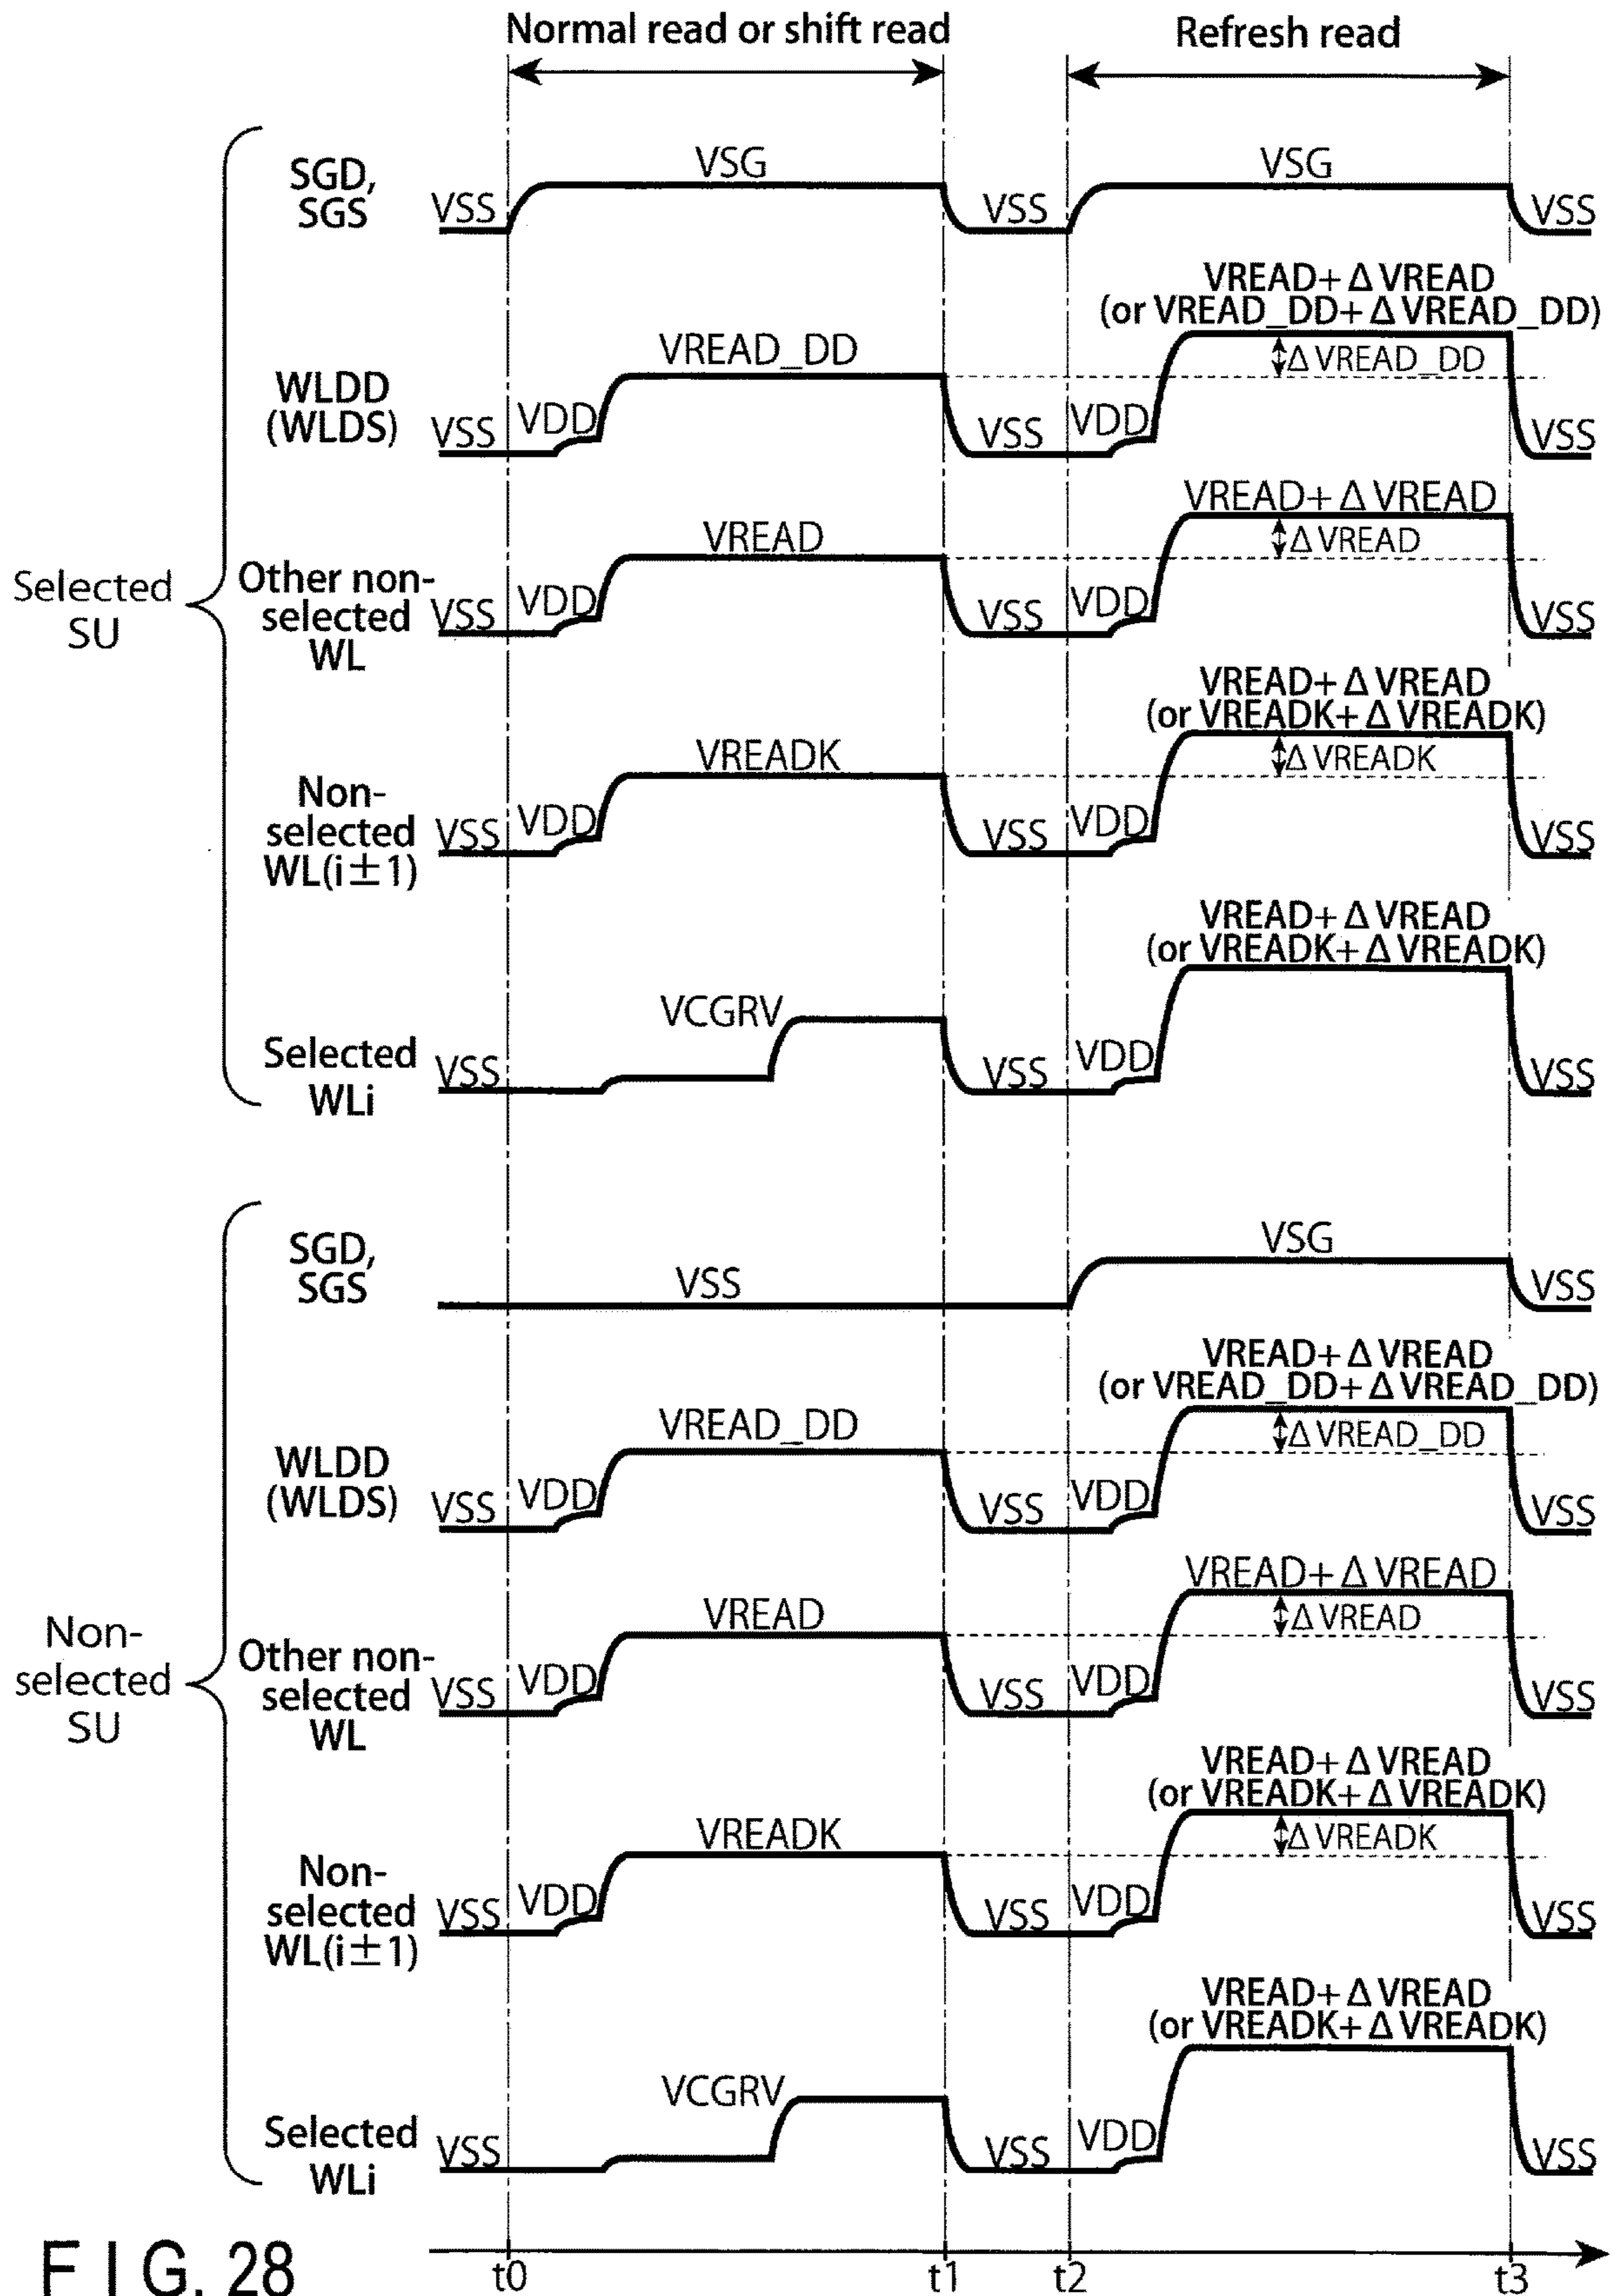 Normal read or shift read
Refresh read
Selected
SU
SGD,
SGS
VSS
VSG
VSS
VSG
VSS
WLDD
(WLDS)
VSS
VDD
VREAD_DD
VSS
VDD
VREAD+ΔVREAD
(or VREAD_DD+ΔVREAD_DD)
ΔVREAD_DD
VSS
Other non-
selected
WL
VSS
VDD
VREAD
VSS
VDD
VREAD+ΔVREAD
ΔVREAD
VSS
Non-
selected
WL(i±1)
VSS
VDD
VREADK
VSS
VDD
VREAD+ΔVREAD
(or VREADK+ΔVREADK)
ΔVREADK
VSS
Selected
WLi
VSS
VCGRV
VSS
VDD
VREAD+ΔVREAD
(or VREADK+ΔVREADK)
VSS
Non-
selected
SU
SGD,
SGS
VSS
VSG
VSS
WLDD
(WLDS)
VSS
VDD
VREAD_DD
VSS
VDD
VREAD+ΔVREAD
(or VREAD_DD+ΔVREAD_DD)
ΔVREAD_DD
VSS
Other non-
selected
WL
VSS
VDD
VREAD
VSS
VDD
VREAD+ΔVREAD
ΔVREAD
VSS
Non-
selected
WL(i±1)
VSS
VDD
VREADK
VSS
VDD
VREAD+ΔVREAD
(or VREADK+ΔVREADK)
ΔVREADK
VSS
Selected
WLi
VSS
VCGRV
VSS
VDD
VREAD+ΔVREAD
(or VREADK+ΔVREADK)
VSS
t0
t1
t2
t3
FIG. 28